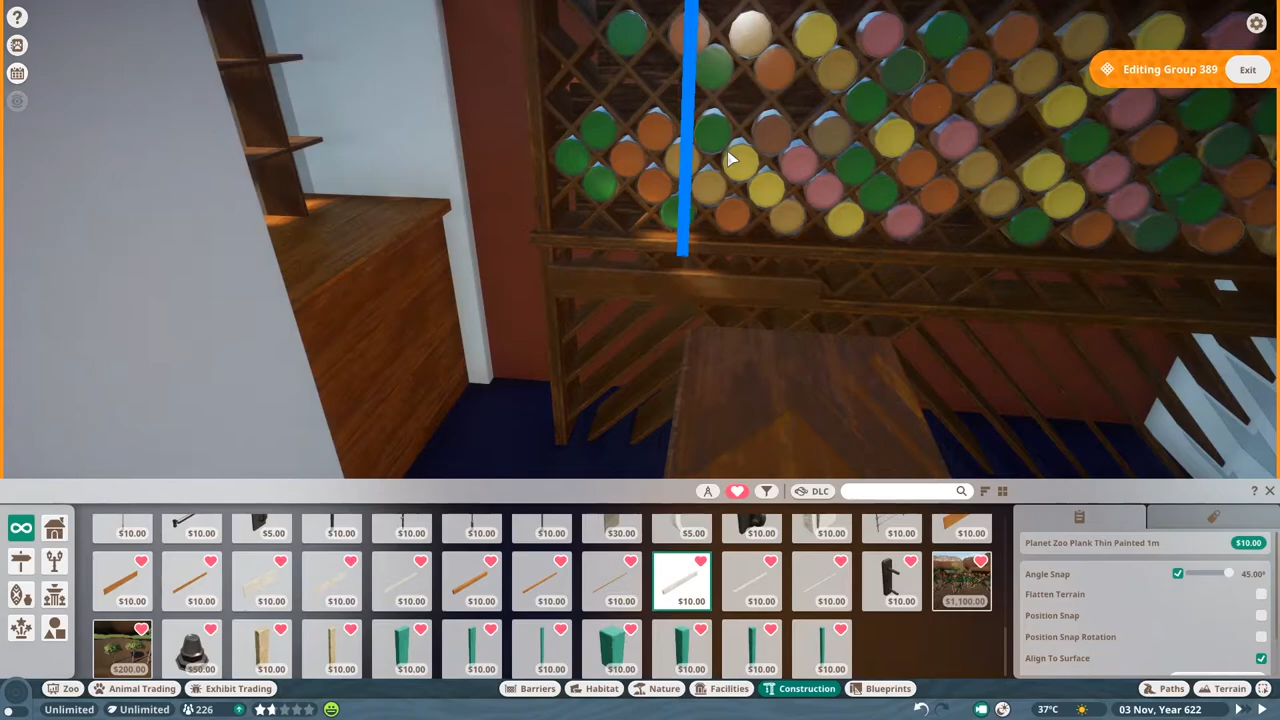 ?
Editing Group 389
Exit
DLC
?
$10.00 $10.00 $5.00 $10.00 $10.00 $10.00 $10.00 $30.00 $5.00 $10.00 $10.00 $10.00 $10.00
$10.00 $10.00 $10.00 $10.00 $10.00 $10.00 $10.00 $10.00 $10.00 $10.00 $10.00 $10.00 $1,100.00
$200.00 $50.00 $10.00 $10.00 $10.00 $10.00 $10.00 $10.00 $10.00 $10.00 $10.00
Planet Zoo Plank Thin Painted 1m $10.00
Angle Snap 45.00°
Flatten Terrain
Position Snap
Position Snap Rotation
Align To Surface
Zoo Animal Trading Exhibit Trading Barriers Habitat Nature Facilities Construction Blueprints Paths Terrain
Unlimited Unlimited 226 37°C 03 Nov, Year 622